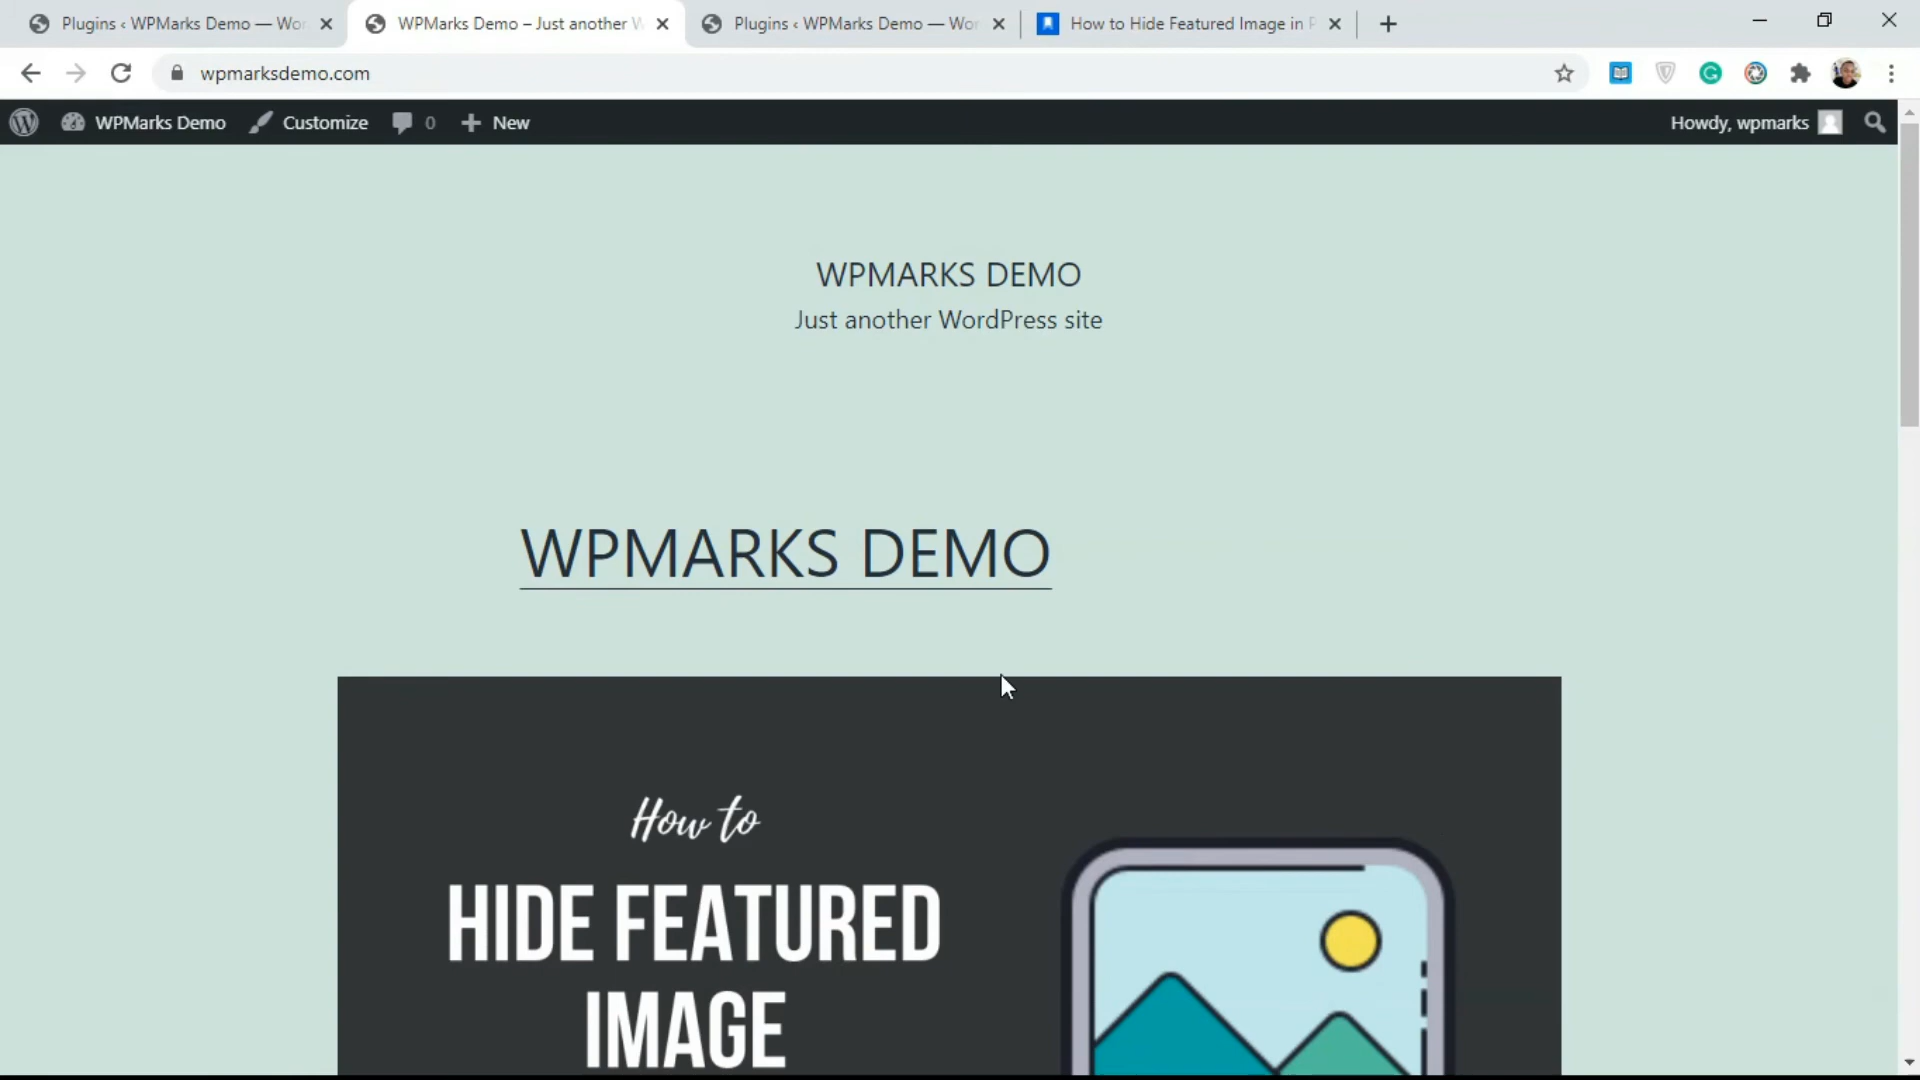 Plugins ‹ WPMarks Demo — Wor
WPMarks Demo – Just another W
Plugins ‹ WPMarks Demo — Wor
How to Hide Featured Image in P
wpmarksdemo.com
WPMarks Demo
Customize
0
New
Howdy, wpmarks
WPMARKS DEMO
Just another WordPress site
WPMARKS DEMO
How to
HIDE FEATURED
IMAGE